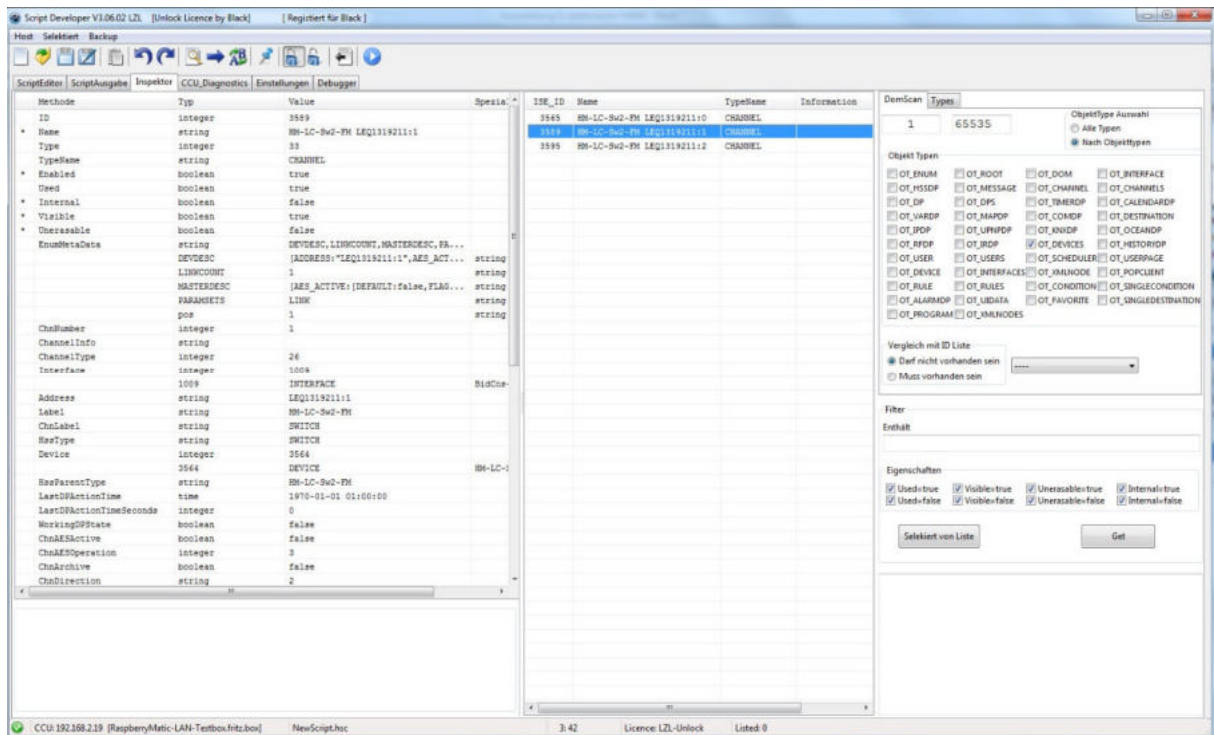 Script Developer V3.06.02 LZL [Unlock Licence by Black] [ Registiert für Black ]
Host Selektiert Backup
ScriptEditor ScriptAusgabe Inspektor CCU_Diagnostics Einstellungen Debugger
Methode Typ Value
ID integer 3589
* Name string HM-LC-Sw2-FM LEQ1319211:1
Type integer 33
TypeName string CHANNEL
* Enabled boolean true
Used boolean true
* Internal boolean false
* Visible boolean true
* Unerasable boolean false
EnumMetaData string DEVDESC,LINKCOUNT,MASTERDESC,PA...
DEVDESC {ADDRESS:"LEQ1319211:1",AES_ACT... string
LINKCOUNT 1 string
MASTERDESC {AES_ACTIVE:{DEFAULT:false,FLAG... string
PARAMSETS LINK string
pos 1 string
ChnNumber integer 1
ChannelInfo string
ChannelType integer 26
Interface integer 1009
1009 INTERFACE BidCos-
Address string LEQ1319211:1
Label string HM-LC-Sw2-FM
ChnLabel string SWITCH
HssType string SWITCH
Device integer 3564
3564 DEVICE
HssParentType string HM-LC-Sw2-FM
LastDPActionTime time 1970-01-01 01:00:00
LastDPActionTimeSeconds integer 0
WorkingDPState boolean false
ChnAESActive boolean false
ChnAESOperation integer 3
ChnArchive boolean false
ChnDirection string 2
ISE_ID Name TypeName Information
3565 HM-LC-Sw2-FM LEQ1319211:0 CHANNEL
3589 HM-LC-Sw2-FM LEQ1319211:1 CHANNEL
3595 HM-LC-Sw2-FM LEQ1319211:2 CHANNEL
DomScan Types
1 65535
ObjektType Auswahl
Alle Typen
Nach Objekttypen
Objekt Typen
OT_ENUM OT_ROOT OT_DOM OT_INTERFACE
OT_HSSDP OT_MESSAGE OT_CHANNEL OT_CHANNELS
OT_DP OT_DPS OT_TIMERDP OT_CALENDARDP
OT_VARDP OT_MAPDP OT_COMDP OT_DESTINATION
OT_IPDP OT_UPNPDP OT_KNXDP OT_OCEANDP
OT_RFDP OT_IRDP OT_DEVICES OT_HISTORYDP
OT_USER OT_USERS OT_SCHEDULER OT_USERPAGE
OT_DEVICE OT_INTERFACES OT_XMLNODE OT_POPCLIENT
OT_RULE OT_RULES OT_CONDITION OT_SINGLECONDITION
OT_ALARMDP OT_UIDATA OT_FAVORITE OT_SINGLEDESTINATION
OT_PROGRAM OT_XMLNODES
Vergleich mit ID Liste
Darf nicht vorhanden sein ----
Muss vorhanden sein
Filter
Enthält
Eigenschaften
Used=true Visible=true Unerasable=true Internal=true
Used=false Visible=false Unerasable=false Internal=false
Selekiert von Liste Get
CCU: 192.168.2.19 [RaspberryMatic-LAN-Testbox.fritz.box] NewScript.hsc 3: 42 Licence: LZL-Unlock Listed: 0